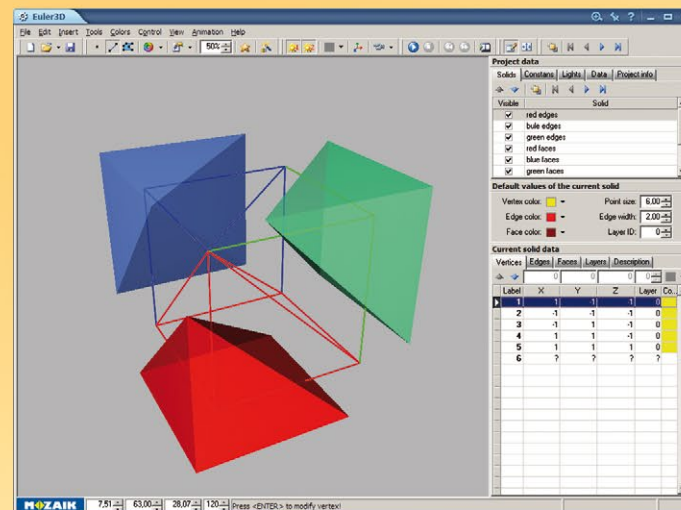 Euler3D
File Edit Insert Tools Colors Control View Animation Help
50%
Project data
Solids Constans Lights Data Project info
Visible Solid
red edges
bule edges
green edges
red faces
blue faces
green faces
Default values of the current solid
Vertex color: Point size: 6,00
Edge color: Edge width: 2,00
Face color: Layer ID: 0
Current solid data
Vertices Edges Faces Layers Description
0 0 0 0
Label X Y Z Layer Co...
1 1 -1 -1 0
2 -1 -1 -1 0
3 -1 1 -1 0
4 1 1 -1 0
5 1 1 1 0
6 ? ? ? ?
MOZAIK 7,51 63,00 28,07 120 Press <ENTER> to modify vertex!